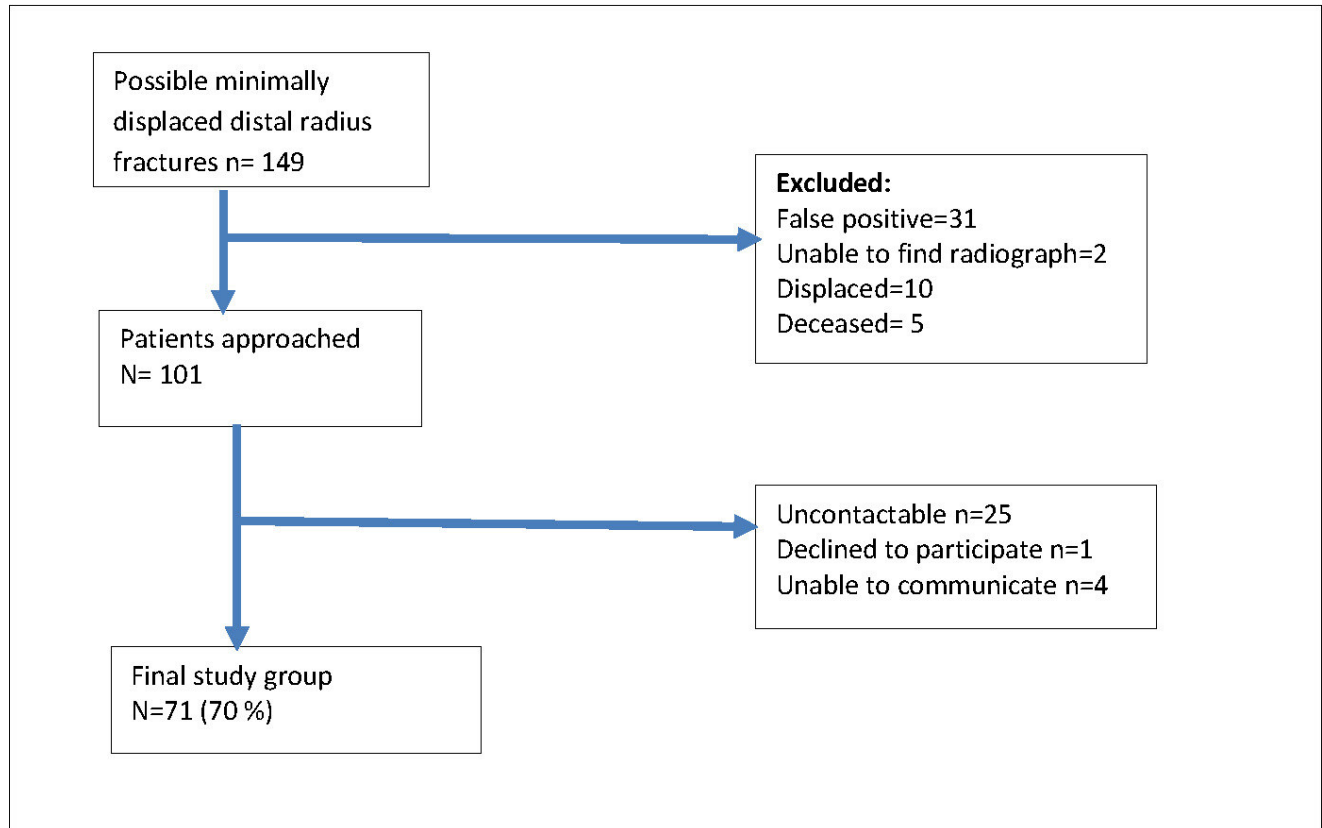 Possible minimally
displaced distal radius
fractures n= 149
Excluded:
False positive=31
Unable to find radiograph=2
Displaced=10
Deceased= 5
Patients approached
N= 101
Uncontactable n=25
Declined to participate n=1
Unable to communicate n=4
Final study group
N=71 (70 %)